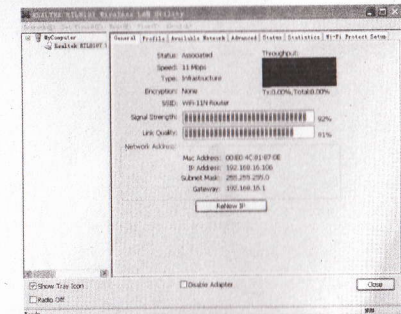 REALTEK RTL8187 Wireless LAN Utility
MyComputer
Realtek RTL8187
General Profile Available Network Advanced Status Statistics Wi-Fi Protect Setup
Status: Associated
Throughput:
Speed: 11 Mbps
Type: Infrastructure
Encryption: None
Tx:0.00%, Total:0.00%
SSID: WiFi-11N Router
Signal Strength: 92%
Link Quality: 81%
Network Address:
Mac Address: 00:E0:4C:81:87:0E
IP Address: 192.168.16.106
Subnet Mask: 255.255.255.0
Gateway: 192.168.16.1
ReNew IP
Show Tray Icon
Disable Adapter
Close
Radio Off
Ready
NUM